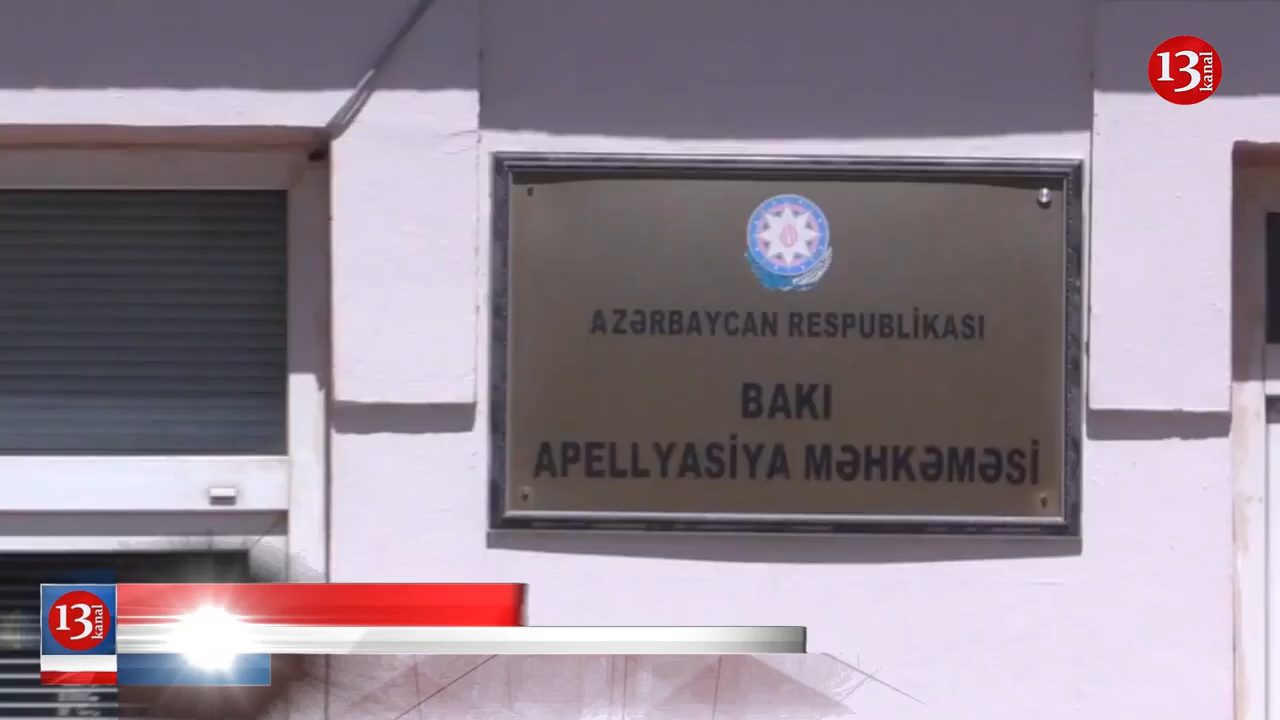 13 kanal
AZƏRBAYCAN RESPUBLİKASI
BAKI
APELLYASİYA MƏHKƏMƏSİ
13 kanal